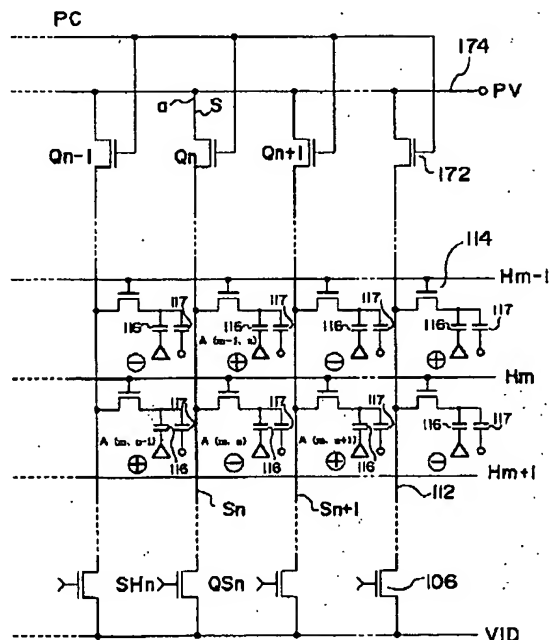 PC
174
PV
a
S
Qn-1
Qn
Qn+1
172
114
Hm-1
116
117
116
117
116
117
116
117
A (m-1, n)
⊖
⊕
⊖
⊕
Hm
117
117
117
117
A (m, n-1)
A (m, n)
A (m, n+1)
116
116
116
116
⊕
⊖
⊕
⊖
Hm+1
Sn
Sn+1
112
SHn
QSn
106
VID